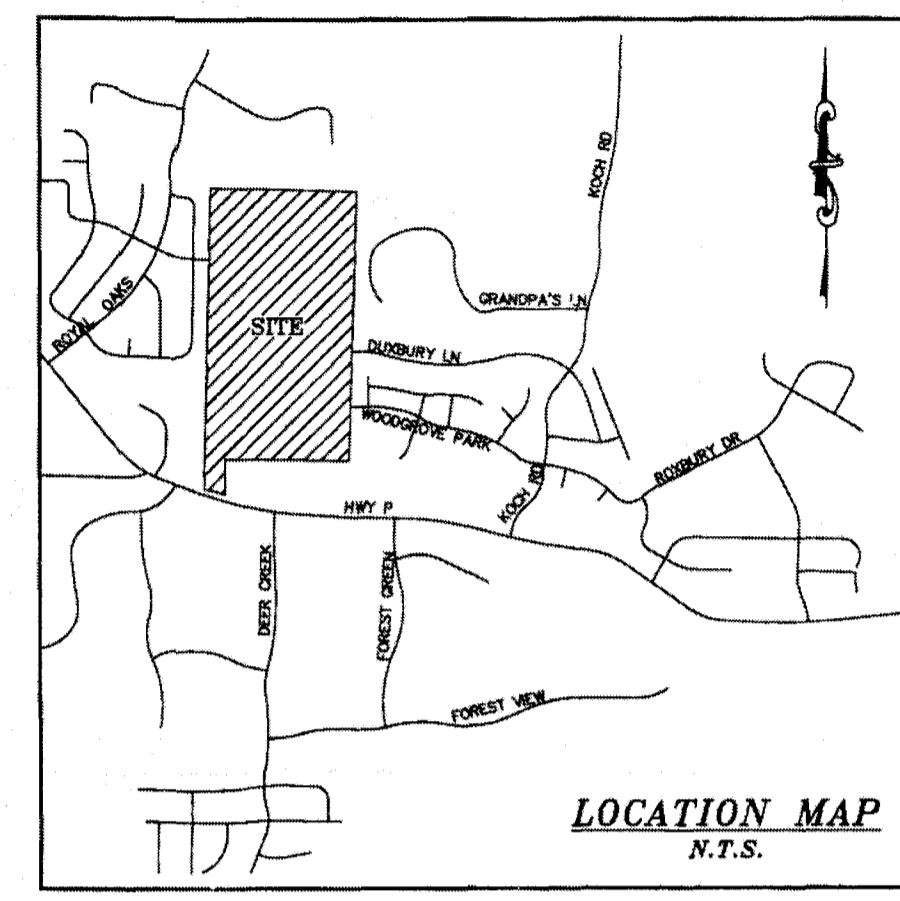 KOCH RD
GRANDPA'S LN
ROYAL OAKS
SITE
DUXBURY LN
WOODGROVE PARK
ROXBURY DR
KOCH RD
HWY P
DEER CREEK
FOREST GREEN
FOREST VIEW
LOCATION MAP
N.T.S.